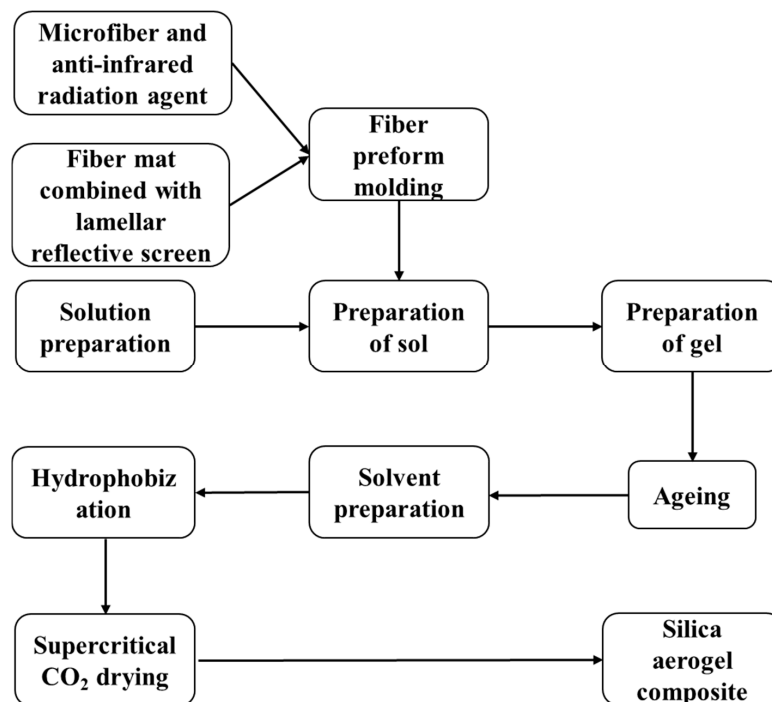 Microfiber and
anti-infrared
radiation agent
Fiber
preform
molding
Fiber mat
combined with
lamellar
reflective screen
Solution
preparation
Preparation
of sol
Preparation
of gel
Hydrophobiz
ation
Solvent
preparation
Ageing
Supercritical
CO₂ drying
Silica
aerogel
composite